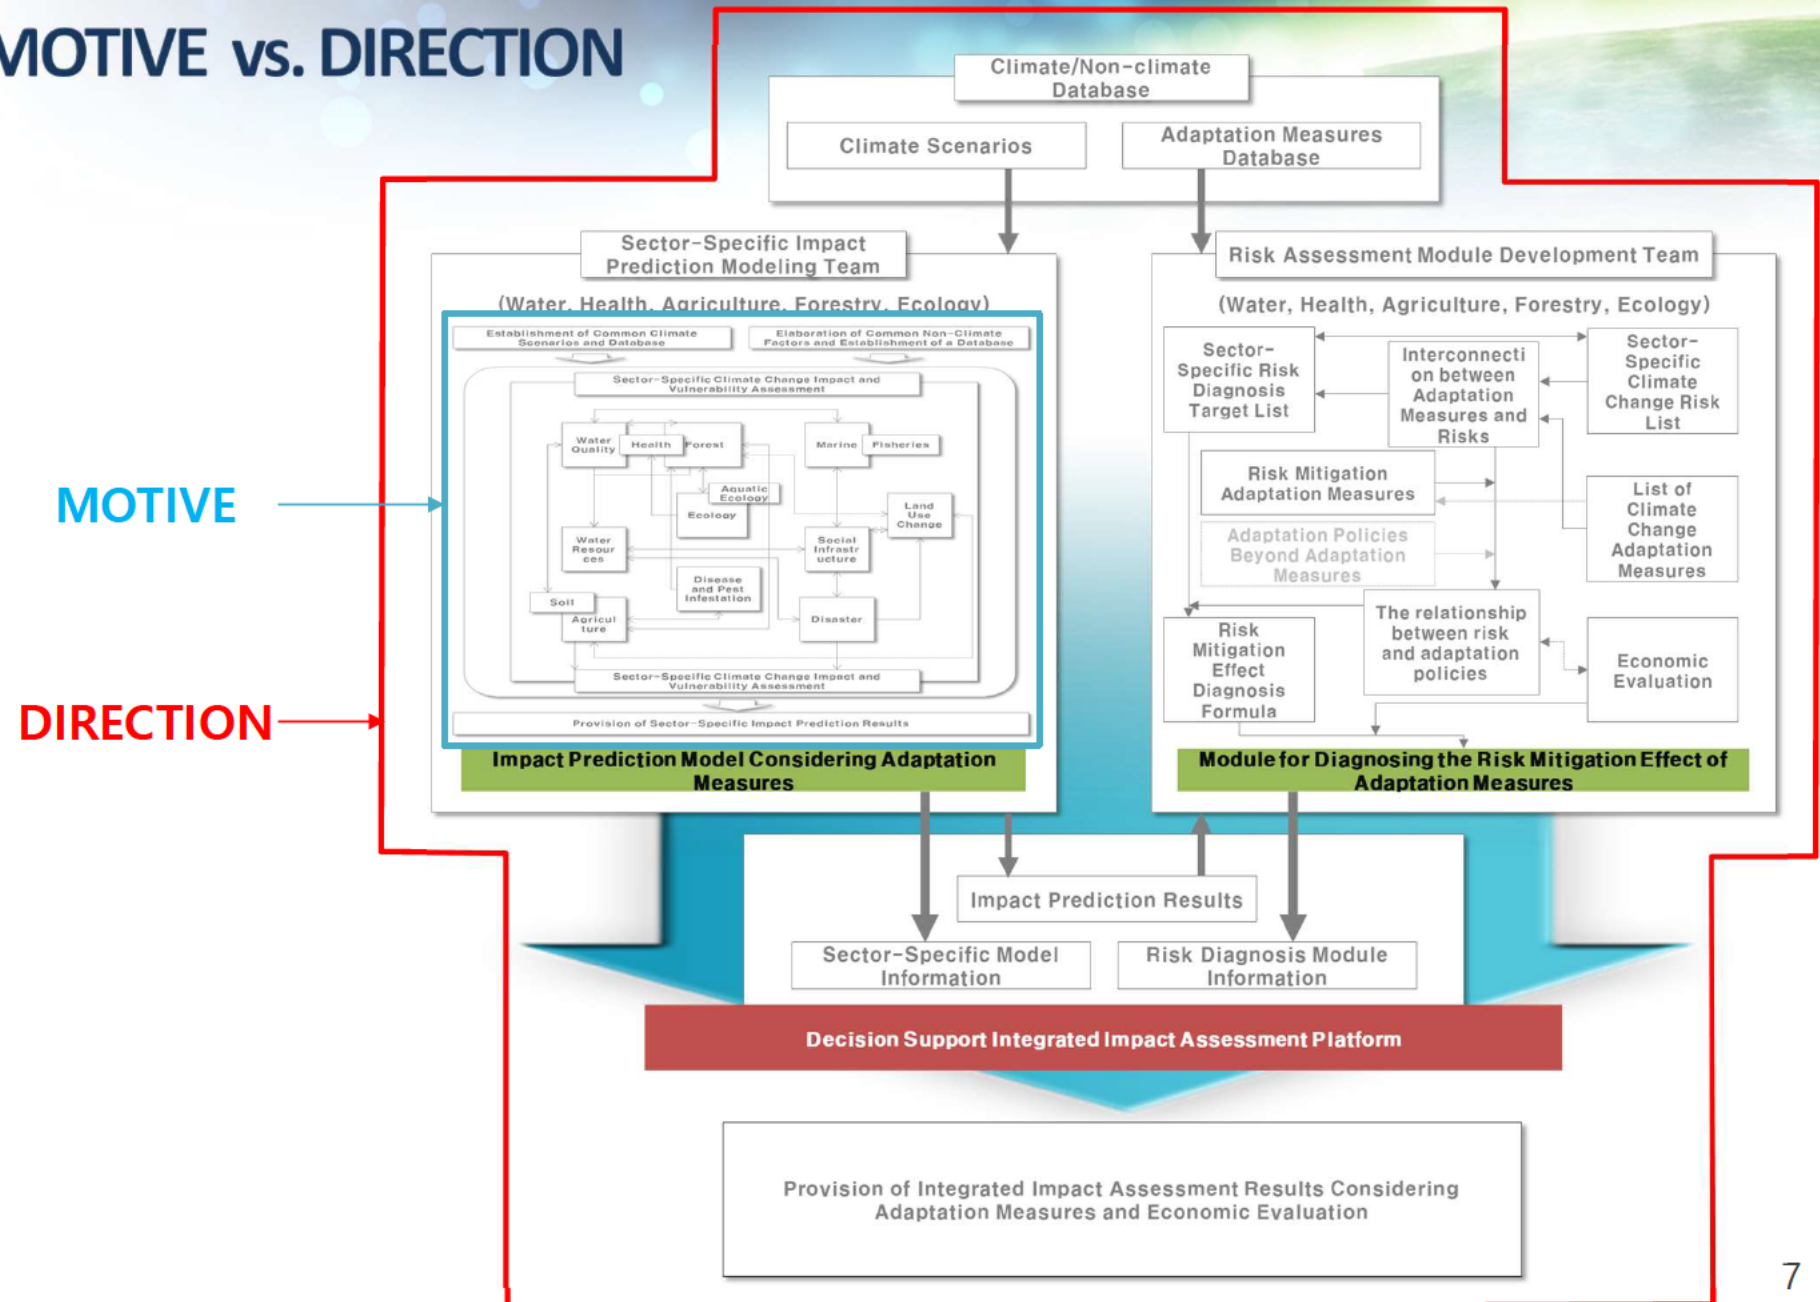 MOTIVE vs. DIRECTION
Climate/Non-climate
Database
Climate Scenarios
Adaptation Measures
Database
Sector-Specific Impact
Prediction Modeling Team
(Water, Health, Agriculture, Forestry, Ecology)
Establishment of Common Climate
Scenarios and Database
Elaboration of Common Non-Climate
Factors and Establishment of a Database
Sector-Specific Climate Change Impact and
Vulnerability Assessment
Water
Quality
Health
Forest
Marine
Fisheries
Aquatic
Ecology
Ecology
Land
Use
Change
Water
Resour
ces
Social
Infrastr
ucture
Disease
and Pest
Infestation
Soil
Agricul
ture
Disaster
Sector-Specific Climate Change Impact and
Vulnerability Assessment
Provision of Sector-Specific Impact Prediction Results
Impact Prediction Model Considering Adaptation
Measures
MOTIVE
DIRECTION
Risk Assessment Module Development Team
(Water, Health, Agriculture, Forestry, Ecology)
Sector-
Specific Risk
Diagnosis
Target List
Interconnecti
on between
Adaptation
Measures and
Risks
Sector-
Specific
Climate
Change Risk
List
Risk Mitigation
Adaptation Measures
Adaptation Policies
Beyond Adaptation
Measures
List of
Climate
Change
Adaptation
Measures
Risk
Mitigation
Effect
Diagnosis
Formula
The relationship
between risk
and adaptation
policies
Economic
Evaluation
Module for Diagnosing the Risk Mitigation Effect of
Adaptation Measures
Impact Prediction Results
Sector-Specific Model
Information
Risk Diagnosis Module
Information
Decision Support Integrated Impact Assessment Platform
Provision of Integrated Impact Assessment Results Considering
Adaptation Measures and Economic Evaluation
7